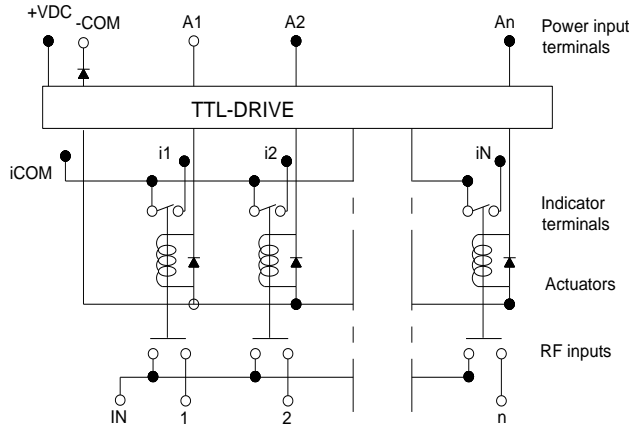 +VDC
-COM
A1
A2
An
Power input
terminals
TTL-DRIVE
iCOM
i1
i2
iN
Indicator
terminals
Actuators
RF inputs
IN
1
2
n